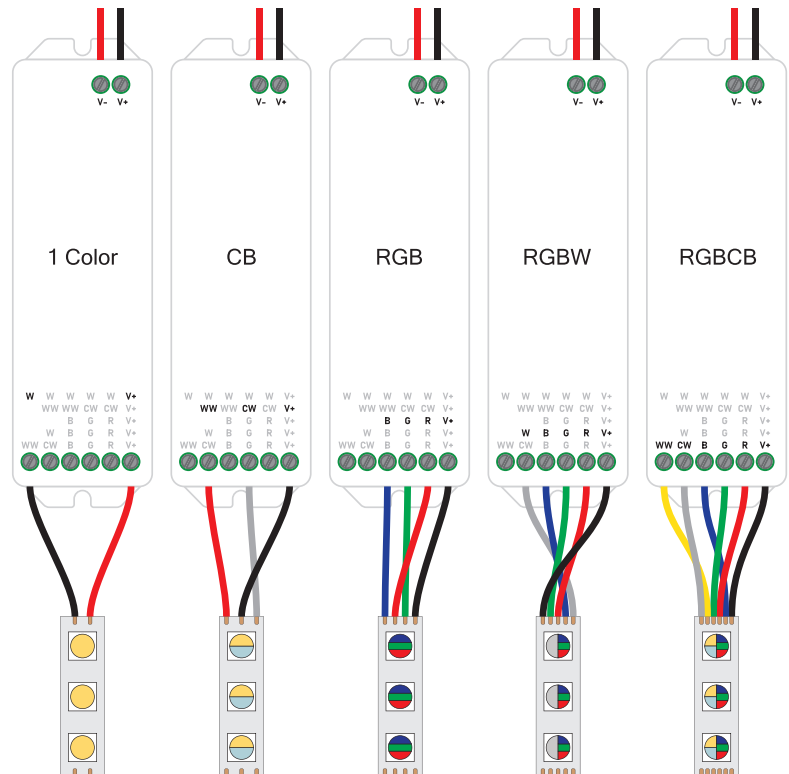 V- V+ V- V+ V- V+ V- V+ V- V+
1 Color CB RGB RGBW RGBCB
W W W W W V+ W W W W W V+ W W W W W V+ W W W W W V+ W W W W W V+
WW WW CW CW V+ WW WW CW CW V+ WW WW CW CW V+ WW WW CW CW V+ WW WW CW CW V+
B G R V+ B G R V+ B G R V+ B G R V+ B G R V+
W B G R V+ W B G R V+ W B G R V+ W B G R V+ W B G R V+
WW CW B G R V+ WW CW B G R V+ WW CW B G R V+ WW CW B G R V+ WW CW B G R V+